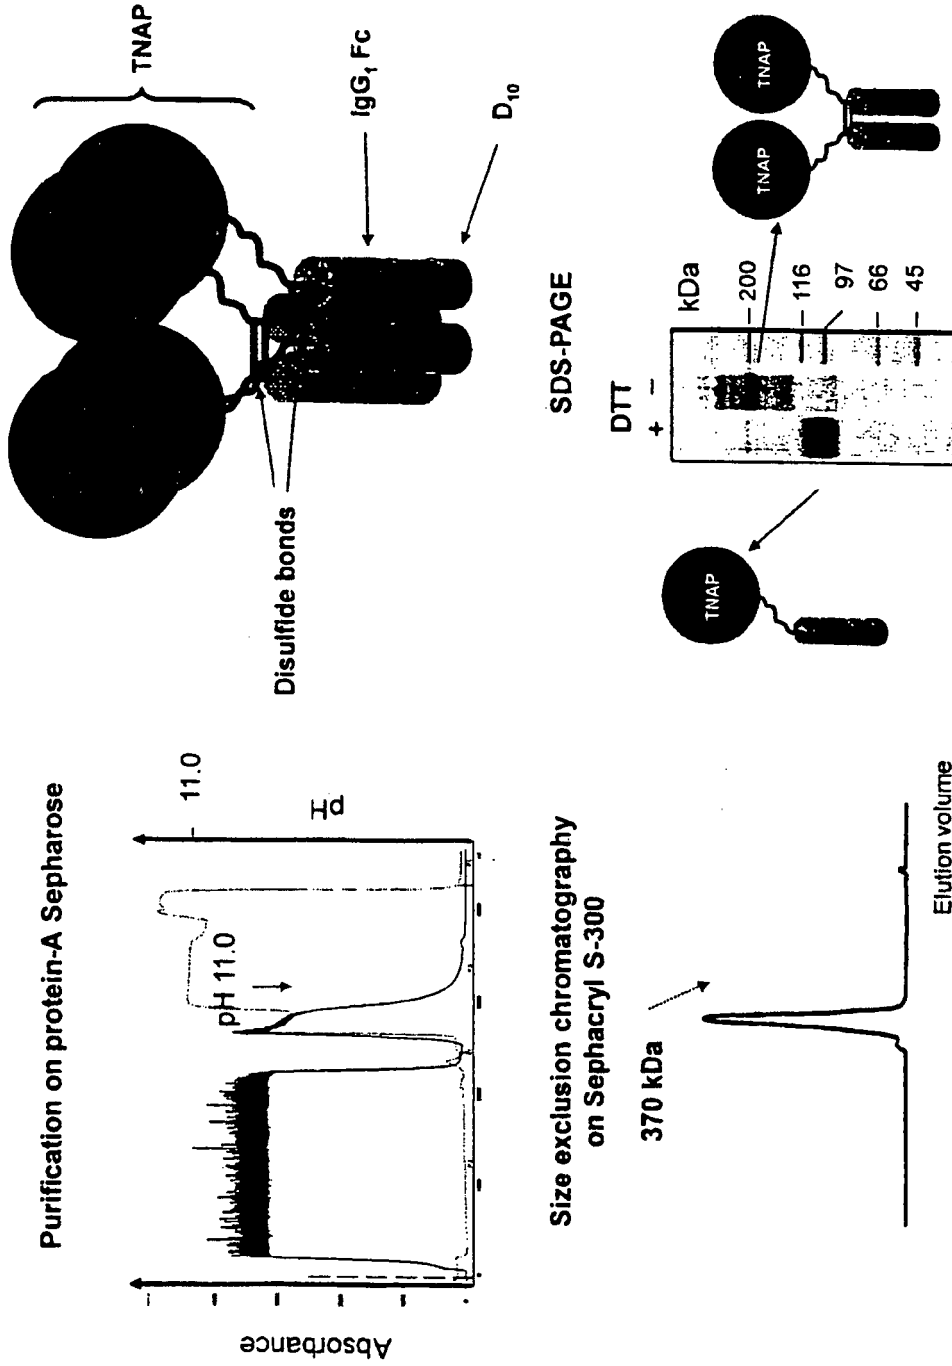 Purification on protein-A Sepharose
Absorbance
pH 11.0
11.0
pH
TNAP
Disulfide bonds
IgG₁ Fc
D₁₀
Size exclusion chromatography
on Sephacryl S-300
370 kDa
Elution volume
SDS-PAGE
DTT
+ –
kDa
– 200
– 116
97
– 66
– 45
TNAP
TNAP
TNAP